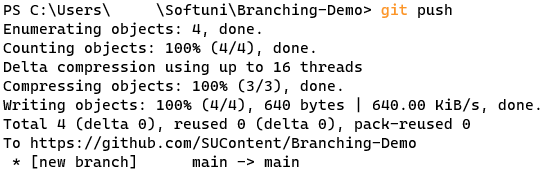 PS C:\Users\     \Softuni\Branching-Demo> git push
Enumerating objects: 4, done.
Counting objects: 100% (4/4), done.
Delta compression using up to 16 threads
Compressing objects: 100% (3/3), done.
Writing objects: 100% (4/4), 640 bytes | 640.00 KiB/s, done.
Total 4 (delta 0), reused 0 (delta 0), pack-reused 0
To https://github.com/SUContent/Branching-Demo
 * [new branch]      main -> main